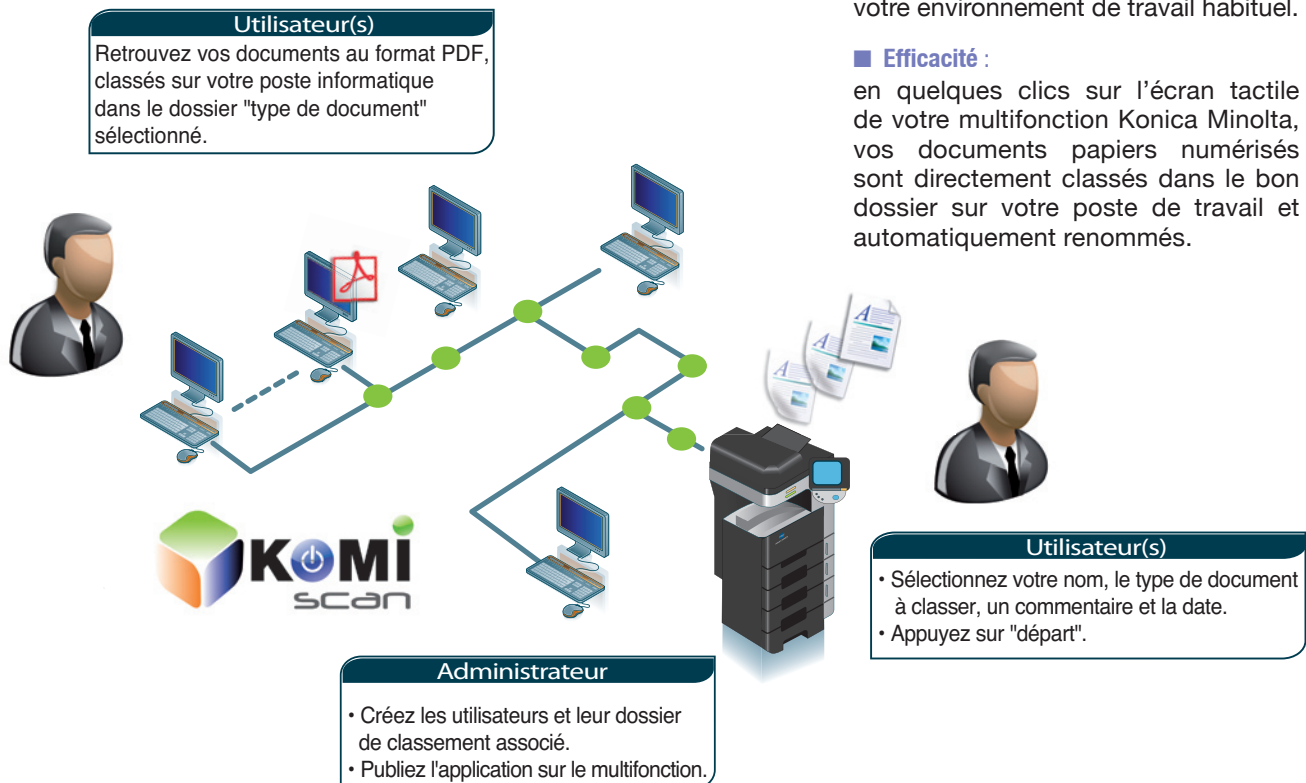 votre environnement de travail habituel.
Utilisateur(s)
Retrouvez vos documents au format PDF,
classés sur votre poste informatique
dans le dossier "type de document"
sélectionné.
■ Efficacité :
en quelques clics sur l'écran tactile
de votre multifonction Konica Minolta,
vos documents papiers numérisés
sont directement classés dans le bon
dossier sur votre poste de travail et
automatiquement renommés.
KOMI
scan
Utilisateur(s)
• Sélectionnez votre nom, le type de document
à classer, un commentaire et la date.
• Appuyez sur "départ".
Administrateur
• Créez les utilisateurs et leur dossier
de classement associé.
• Publiez l'application sur le multifonction.